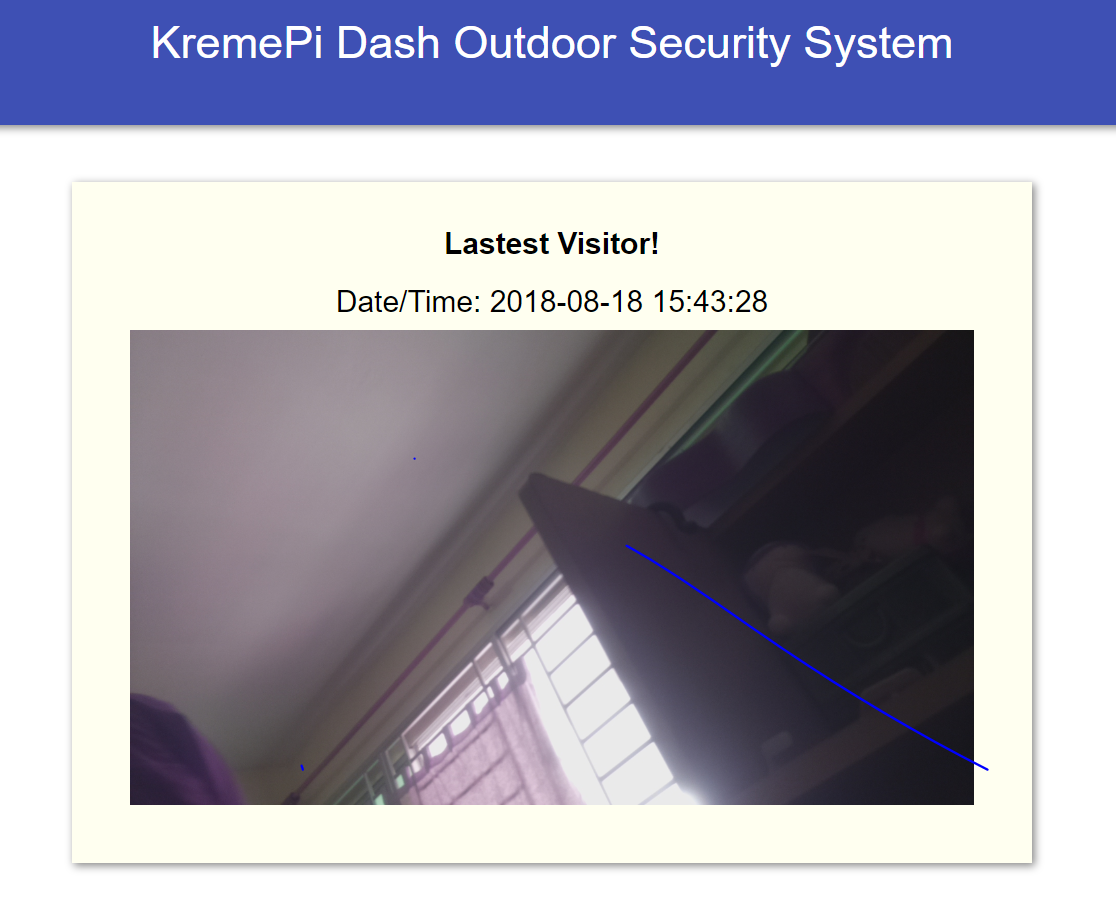 KremePi Dash Outdoor Security System
Lastest Visitor!
Date/Time: 2018-08-18 15:43:28